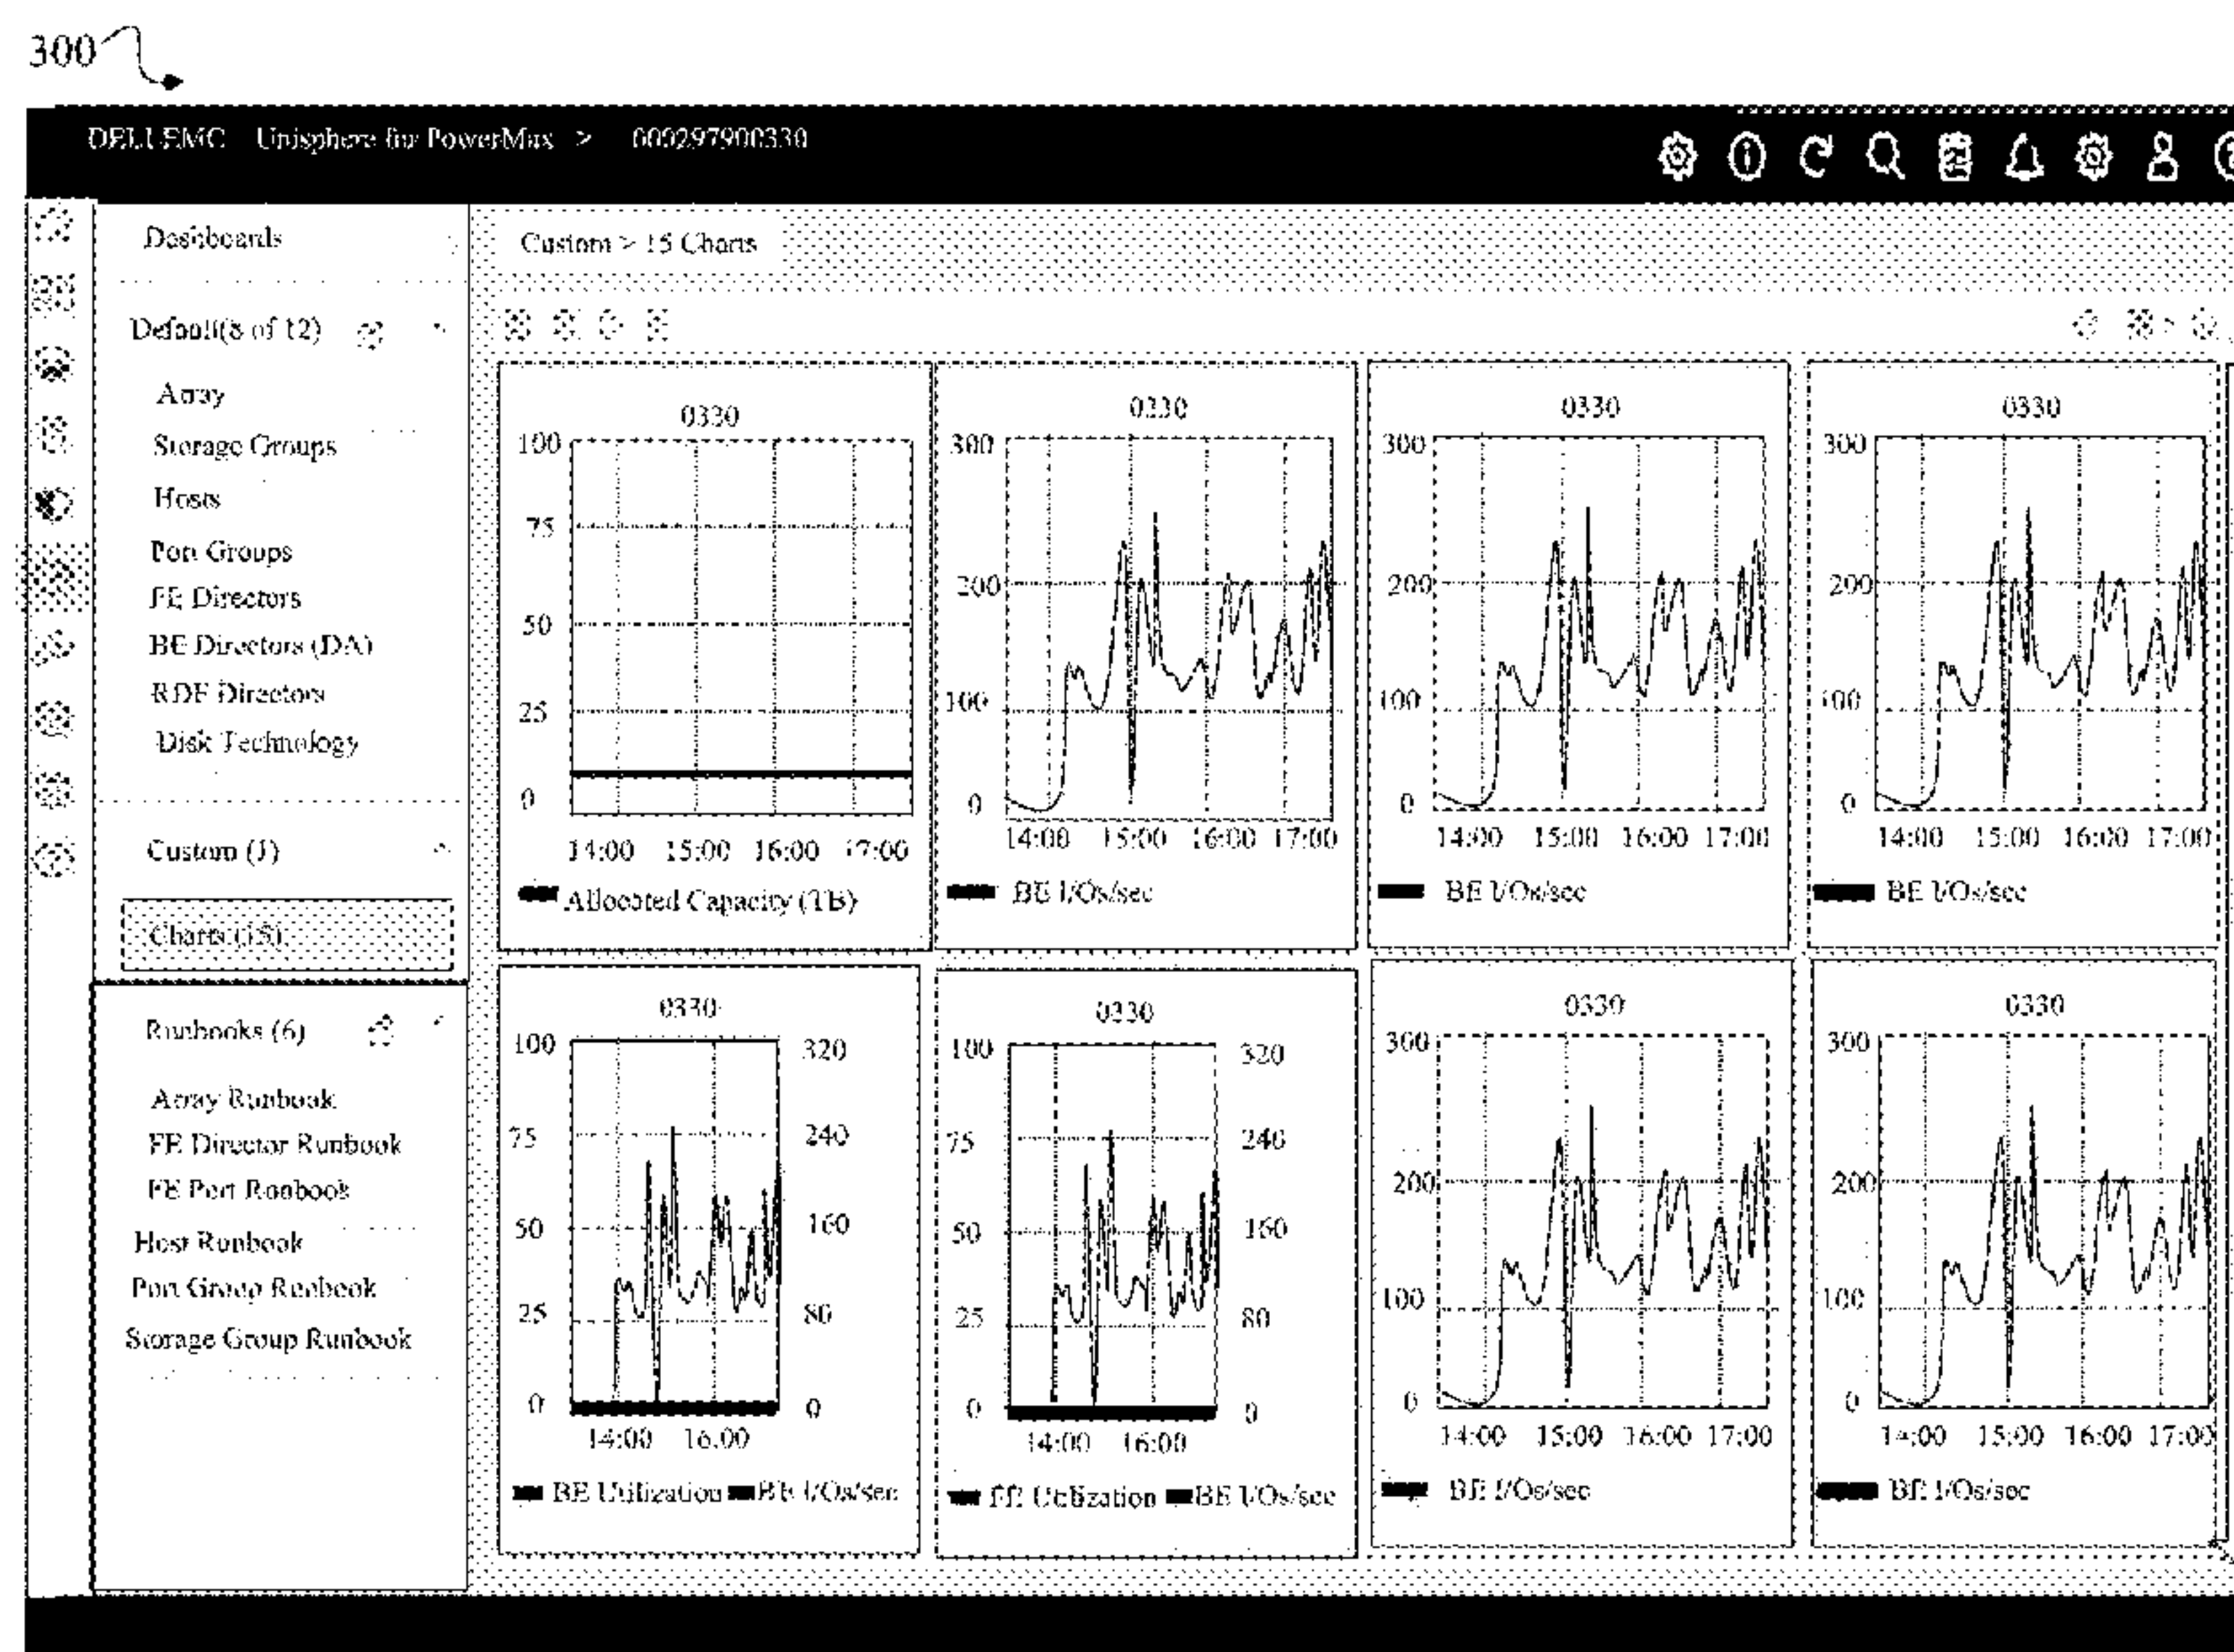 300
DELLEMC Unisphere for PowerMax > 000297900330
Dashboards
Default(8 of 12)
Array
Storage Groups
Hosts
Port Groups
FE Directors
BE Directors (DA)
RDF Directors
Disk Technology
Custom (1)
Charts (15)
Runbooks (6)
Array Runbook
FE Director Runbook
FE Port Runbook
Host Runbook
Port Group Runbook
Storage Group Runbook
Custom > 15 Charts
0330
100
75
50
25
0
14:00 15:00 16:00 17:00
Allocated Capacity (TB)
0330
300
200
100
0
14:00 15:00 16:00 17:00
BE I/Os/sec
0330
300
200
100
0
14:00 15:00 16:00 17:00
BE I/Os/sec
0330
300
200
100
0
14:00 15:00 16:00 17:00
BE I/Os/sec
0330
100 320
75 240
50 160
25 80
0 0
14:00 16:00
BE Utilization BE I/Os/sec
0330
100 320
75 240
50 160
25 80
0 0
14:00 16:00
FE Utilization BE I/Os/sec
0330
300
200
100
0
14:00 15:00 16:00 17:00
BE I/Os/sec
0330
300
200
100
0
14:00 15:00 16:00 17:00
BE I/Os/sec